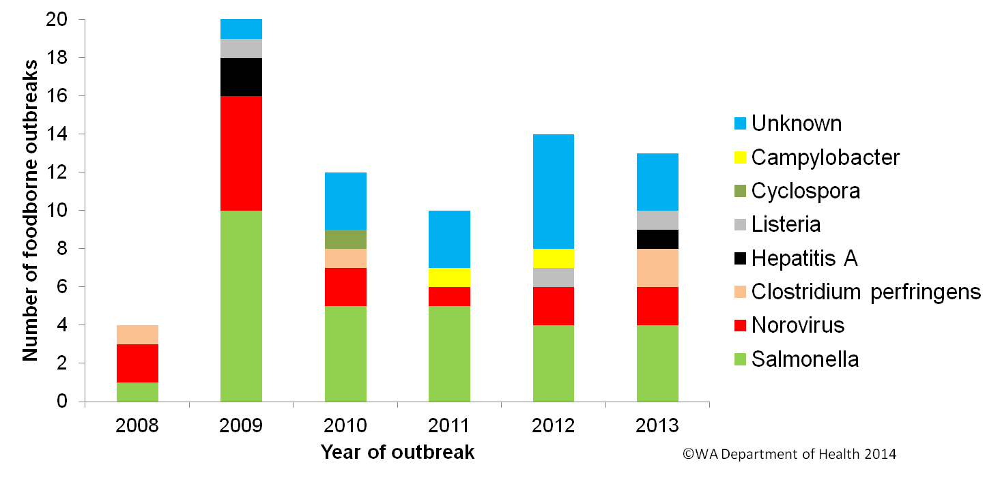 Number of foodborne outbreaks
20
18
16
14
12
10
8
6
4
2
0
2008 2009 2010 2011 2012 2013
Year of outbreak
Unknown
Campylobacter
Cyclospora
Listeria
Hepatitis A
Clostridium perfringens
Norovirus
Salmonella
©WA Department of Health 2014